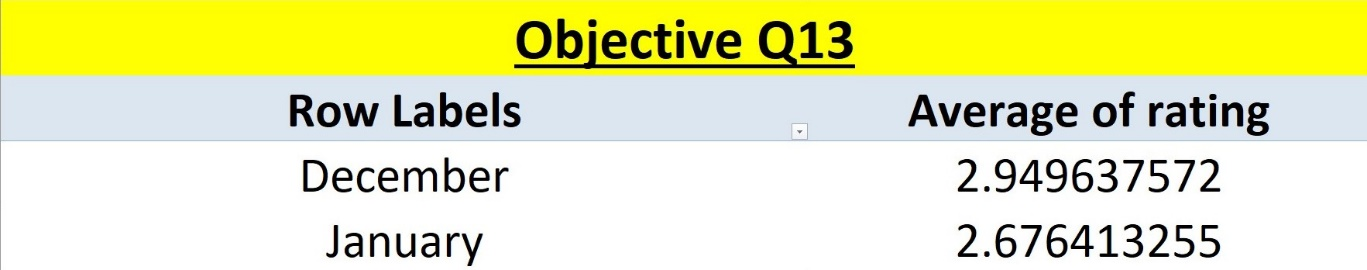 Objective Q13
Row Labels Average of rating
December 2.949637572
January 2.676413255